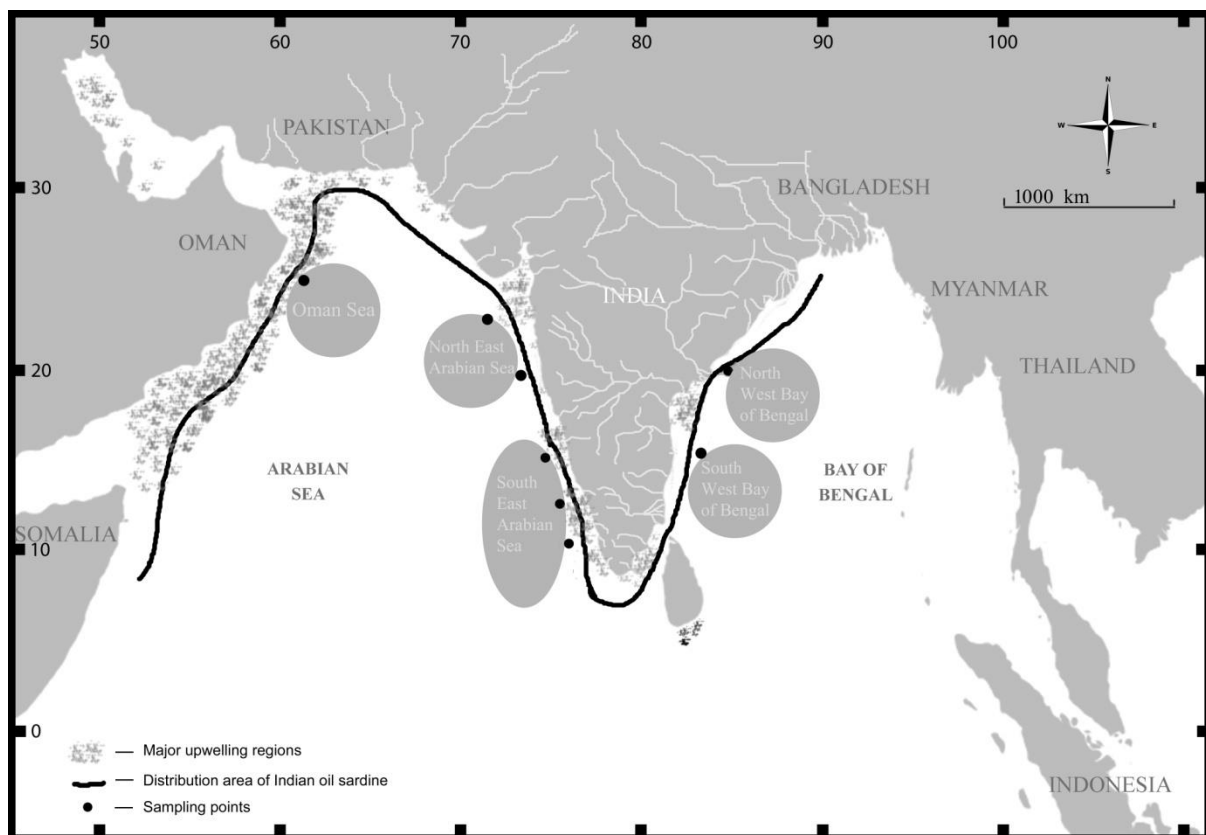 50
60
70
80
90
100
N
W
E
S
PAKISTAN
30
BANGLADESH
1000 km
OMAN
INDIA
MYANMAR
Oman Sea
North East
Arabian Sea
20
THAILAND
North
West Bay
of Bengal
ARABIAN
SEA
South
East
Arabian
Sea
South
West Bay
of Bengal
BAY OF
BENGAL
SOMALIA
10
0
Major upwelling regions
Distribution area of Indian oil sardine
Sampling points
INDONESIA